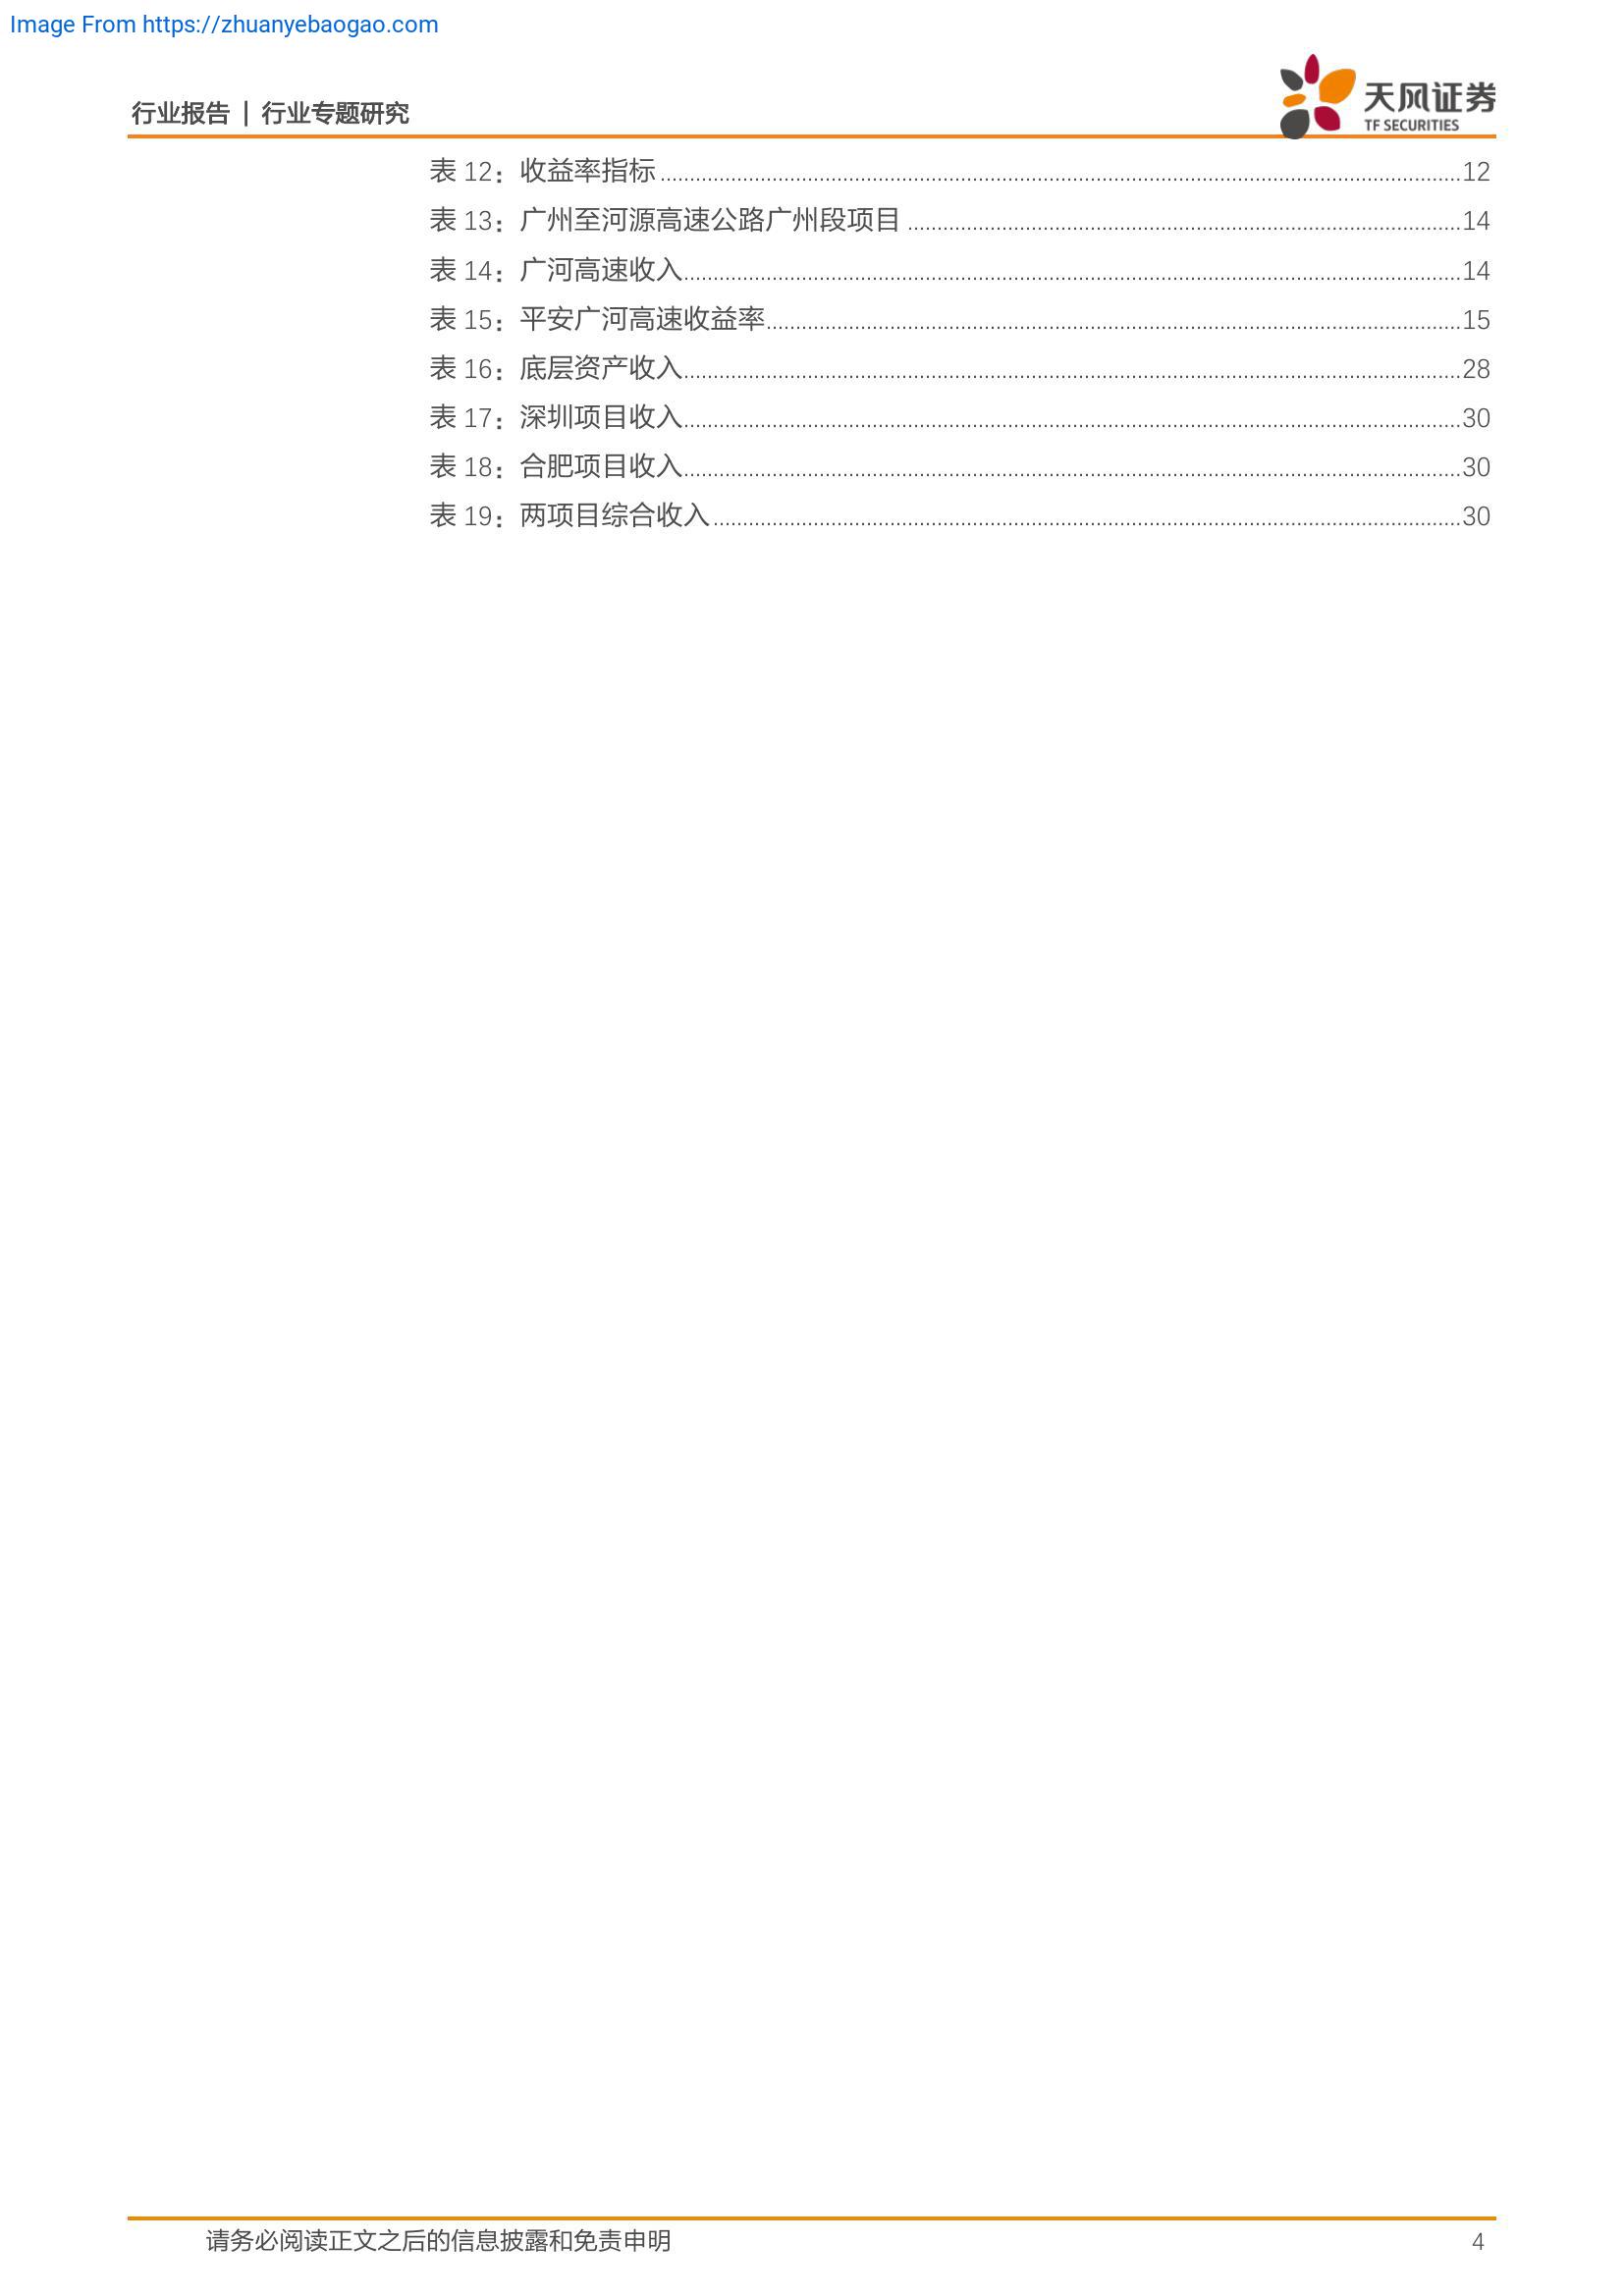 Image From https://zhuanyebaogao.com
行业报告 | 行业专题研究
天风证券
TF SECURITIES
表 12：收益率指标......12
表 13：广州至河源高速公路广州段项目......14
表 14：广河高速收入......14
表 15：平安广河高速收益率......15
表 16：底层资产收入......28
表 17：深圳项目收入......30
表 18：合肥项目收入......30
表 19：两项目综合收入......30
请务必阅读正文之后的信息披露和免责申明 4